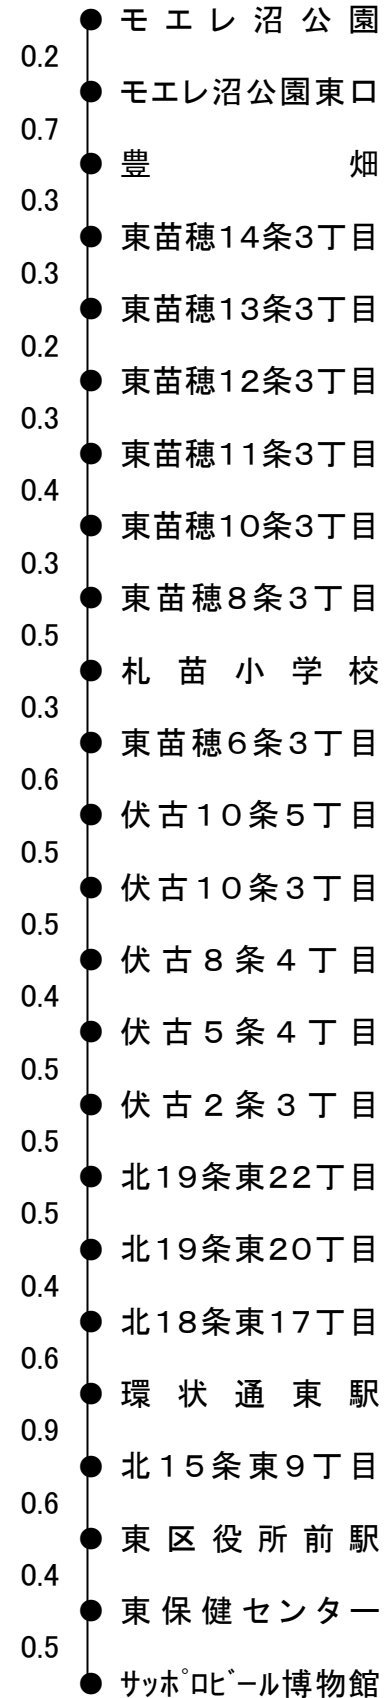 モエレ沼公園
0.2
モエレ沼公園東口
0.7
豊畑
0.3
東苗穂14条3丁目
0.3
東苗穂13条3丁目
0.2
東苗穂12条3丁目
0.3
東苗穂11条3丁目
0.4
東苗穂10条3丁目
0.3
東苗穂8条3丁目
0.5
札苗小学校
0.3
東苗穂6条3丁目
0.6
伏古10条5丁目
0.5
伏古10条3丁目
0.5
伏古8条4丁目
0.4
伏古5条4丁目
0.5
伏古2条3丁目
0.5
北19条東22丁目
0.5
北19条東20丁目
0.4
北18条東17丁目
0.6
環状通東駅
0.9
北15条東9丁目
0.6
東区役所前駅
0.4
東保健センター
0.5
ｻｯﾎﾟﾛﾋﾞｰﾙ博物館